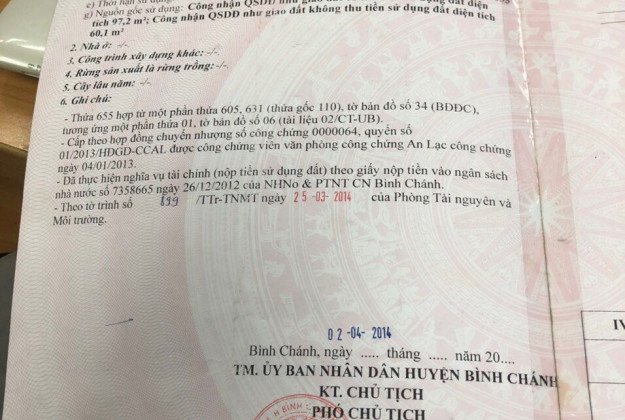 c) Thời hạn sử dụng:
g) Nguồn gốc sử dụng: Công nhận QSDĐ như giao đất có thu tiền sử dụng đất diện
tích 97,2 m²; Công nhận QSDĐ như giao đất không thu tiền sử dụng đất diện tích
60,1 m²
2. Nhà ở: -/-.
3. Công trình xây dựng khác: -/-.
4. Rừng sản xuất là rừng trồng: -/-.
5. Cây lâu năm: -/-.
6. Ghi chú:
- Thửa 655 hợp từ một phần thửa 605, 631 (thửa gốc 110), tờ bản đồ số 34 (BĐĐC),
tương ứng một phần thửa 01, tờ bản đồ số 06 (tài liệu 02/CT-UB).
- Cấp theo hợp đồng chuyển nhượng số công chứng 0000064, quyển số
01/2013/HĐGD-CCAL được công chứng viên văn phòng công chứng An Lạc công chứng
ngày 04/01/2013.
- Đã thực hiện nghĩa vụ tài chính (nộp tiền sử dụng đất) theo giấy nộp tiền vào ngân sách
nhà nước số 7358665 ngày 26/12/2012 của NHNo & PTNT CN Bình Chánh.
- Theo tờ trình số 899 /TTr-TNMT ngày 25-03-2014 của Phòng Tài nguyên và
Môi trường.
02-04-2014
Bình Chánh, ngày ..... tháng ..... năm 20....
TM. ỦY BAN NHÂN DÂN HUYỆN BÌNH CHÁNH
KT. CHỦ TỊCH
PHÓ CHỦ TỊCH